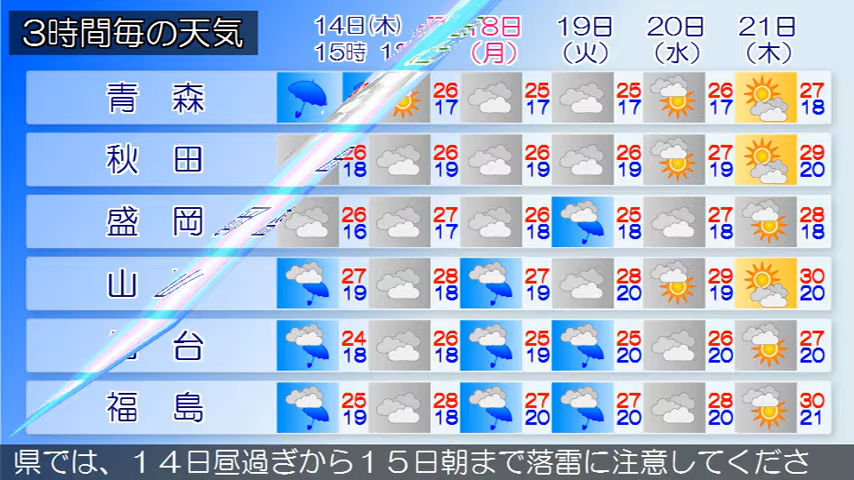 3時間毎の天気
14日(木) 18日 19日 20日 21日
15時 (月) (火) (水) (木)
青森 26 17 25 17 25 17 26 17 27 18
秋田 26 18 26 19 26 19 26 19 27 19 29 20
盛岡 26 16 27 17 26 18 25 18 27 18 28 18
山 27 19 28 18 27 19 28 20 29 19 30 20
台 24 18 26 18 25 19 25 20 26 20 27 20
福島 25 19 28 18 27 20 27 20 28 20 30 21
県では、１４日昼過ぎから１５日朝まで落雷に注意してくださ